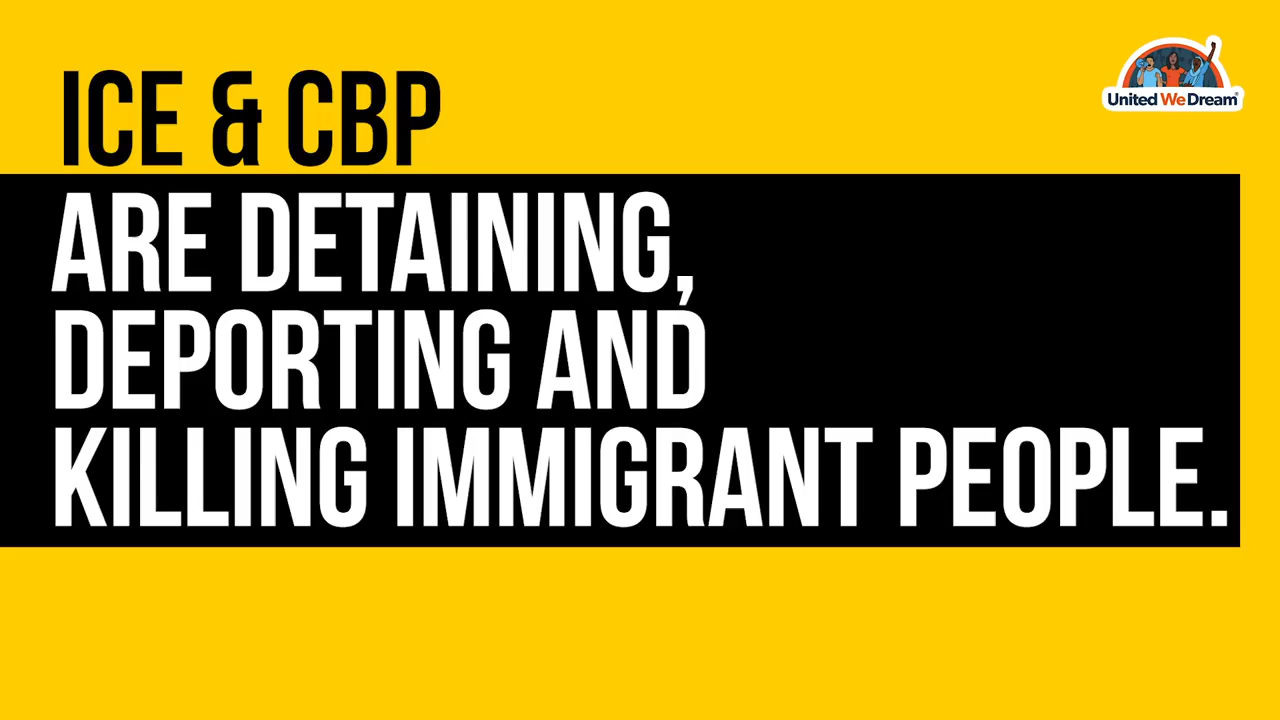 ICE & CBP
United We Dream®
ARE DETAINING,
DEPORTING AND
KILLING IMMIGRANT PEOPLE.